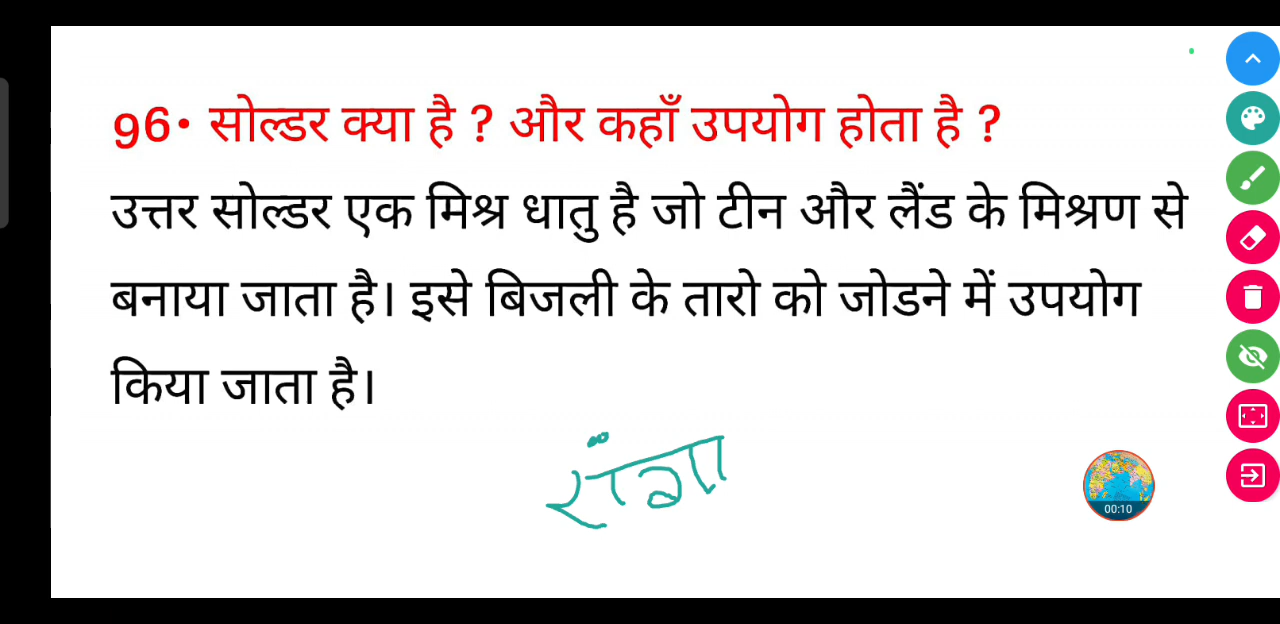 96• सोल्डर क्या है ? और कहाँ उपयोग होता है ?
उत्तर सोल्डर एक मिश्र धातु है जो टीन और लैंड के मिश्रण से
बनाया जाता है। इसे बिजली के तारो को जोडने में उपयोग
किया जाता है।
रांगा
00:10